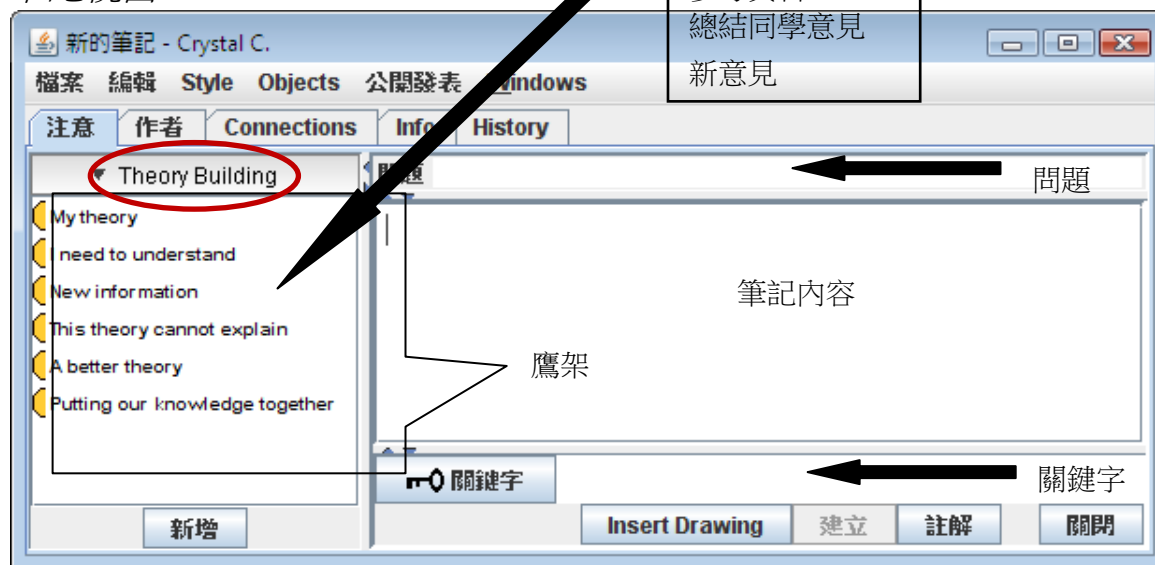 總結同學意見
新意見
新的筆記 - Crystal C.
檔案 編輯 Style Objects 公開發表 Windows
注意 作者 Connections Info History
Theory Building
問題
問題
My theory
I need to understand
New information
This theory cannot explain
A better theory
Putting our knowledge together
筆記內容
鷹架
關鍵字
關鍵字
新增
Insert Drawing 建立 註解 關閉